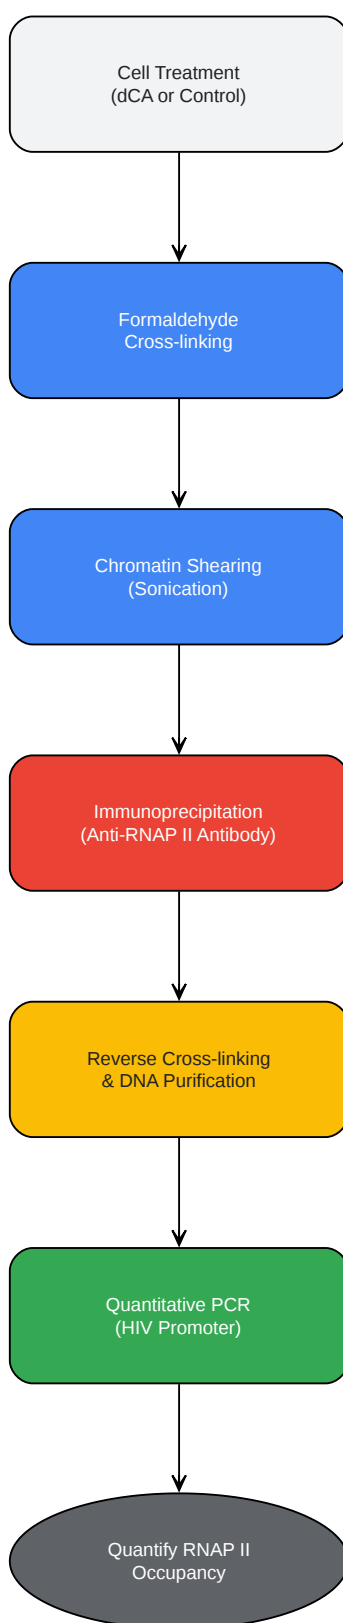 Cell Treatment
(dCA or Control)
Formaldehyde
Cross-linking
Chromatin Shearing
(Sonication)
Immunoprecipitation
(Anti-RNAP II Antibody)
Reverse Cross-linking
& DNA Purification
Quantitative PCR
(HIV Promoter)
Quantify RNAP II
Occupancy